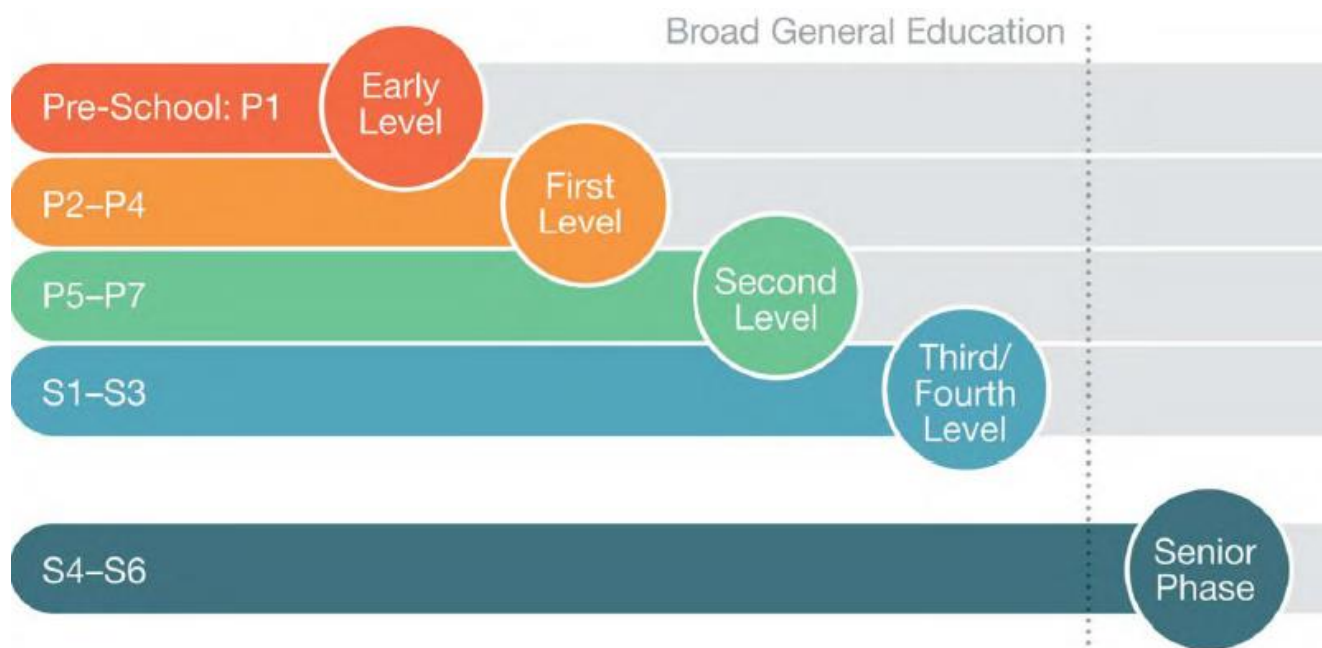 Broad General Education
Pre-School: P1
Early
Level
P2–P4
First
Level
P5–P7
Second
Level
S1–S3
Third/
Fourth
Level
S4–S6
Senior
Phase